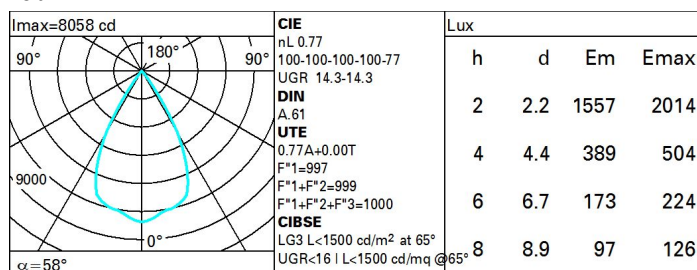 Imax=8058 cd
90°
180°
90°
9000
0°
α=58°
CIE
nL 0.77
100-100-100-100-77
UGR 14.3-14.3
DIN
A.61
UTE
0.77A+0.00T
F"1=997
F"1+F"2=999
F"1+F"2+F"3=1000
CIBSE
LG3 L<1500 cd/m² at 65°
UGR<16 | L<1500 cd/mq @65°
Lux
h d Em Emax
2 2.2 1557 2014
4 4.4 389 504
6 6.7 173 224
8 8.9 97 126